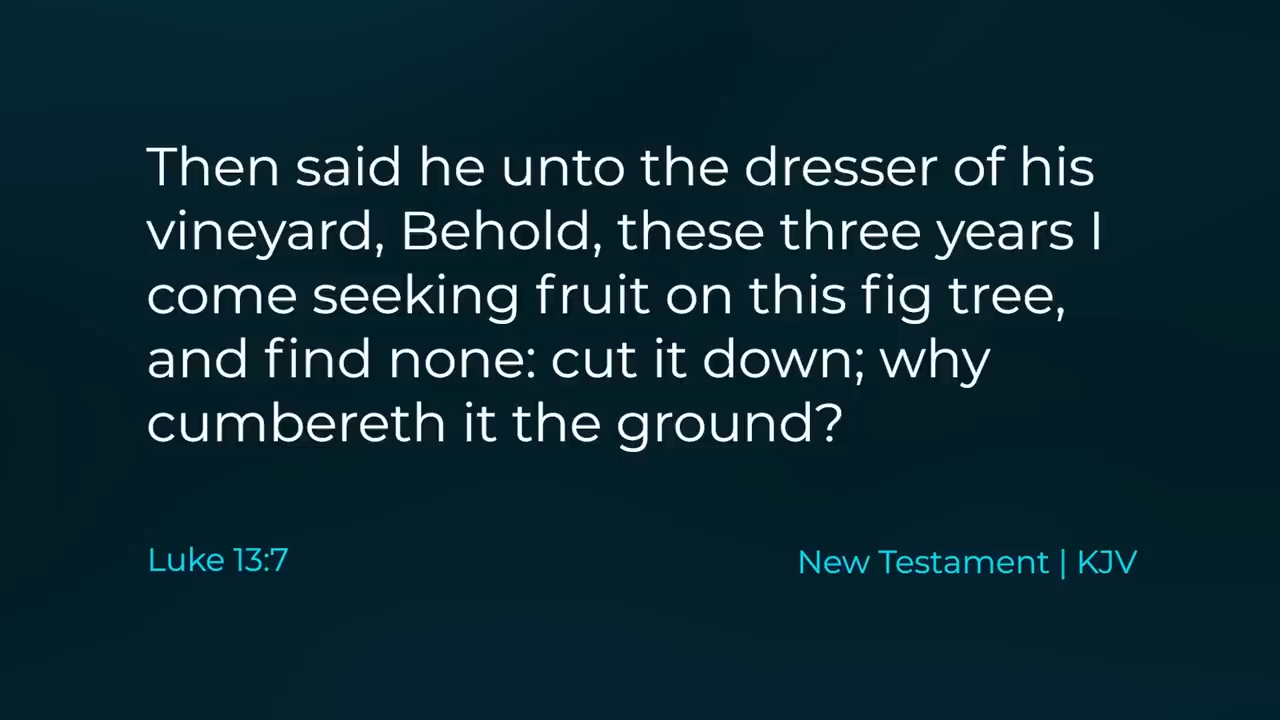 Then said he unto the dresser of his
vineyard, Behold, these three years I
come seeking fruit on this fig tree,
and find none: cut it down; why
cumbereth it the ground?
Luke 13:7
New Testament | KJV